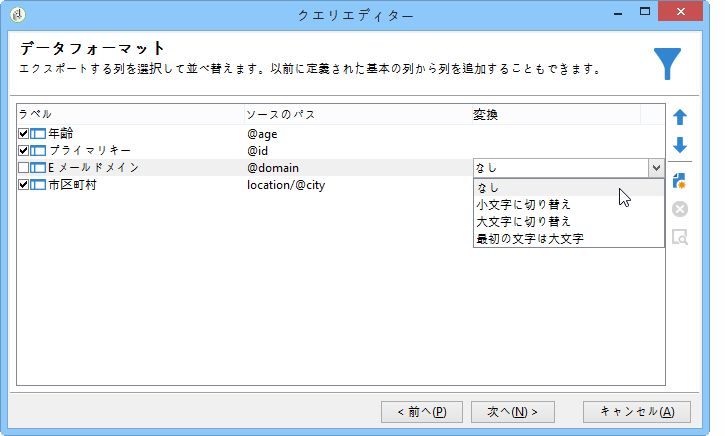 クエリエディター
データフォーマット
エクスポートする列を選択して並べ替えます。以前に定義された基本の列から列を追加することもできます。
ラベル ソースのパス 変換
年齢 @age
プライマリキー @id
Eメールドメイン @domain なし
市区町村 location/@city
なし
小文字に切り替え
大文字に切り替え
最初の文字は大文字
< 前へ(P) 次へ(N) > キャンセル(A)